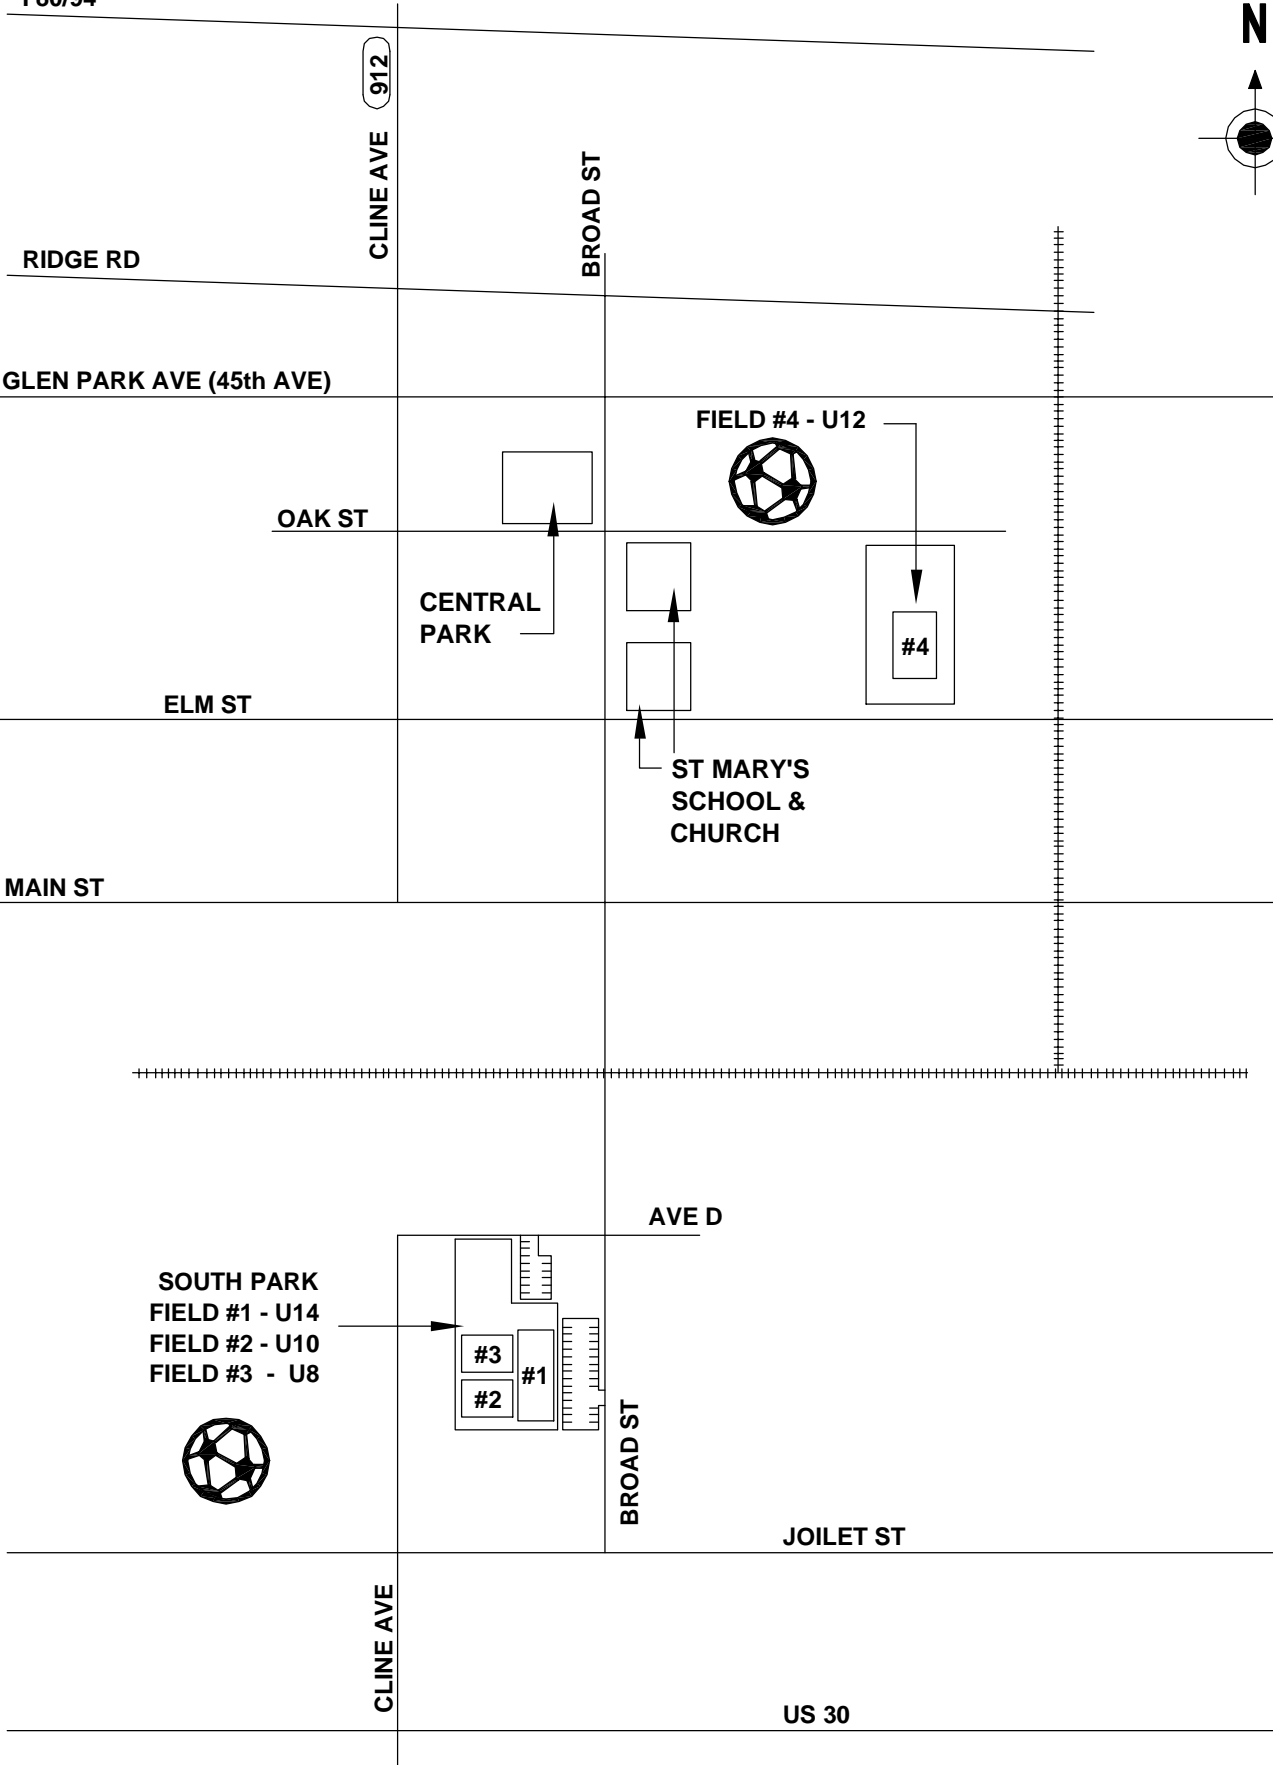 N
912
CLINE AVE
BROAD ST
RIDGE RD
GLEN PARK AVE (45th AVE)
FIELD #4 - U12
OAK ST
CENTRAL
PARK
#4
ELM ST
ST MARY'S
SCHOOL &
CHURCH
MAIN ST
AVE D
SOUTH PARK
FIELD #1 - U14
FIELD #2 - U10
FIELD #3 - U8
#3
#1
#2
BROAD ST
JOILET ST
CLINE AVE
US 30